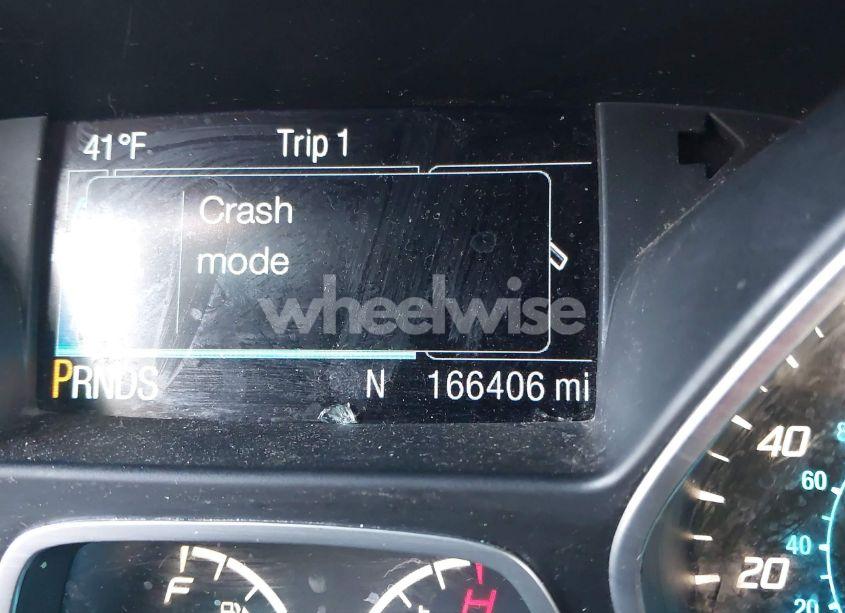 41°F Trip 1
Crash
mode
wheelwise
PRNDS N 166406 mi
40
60
40
20
20
F
H